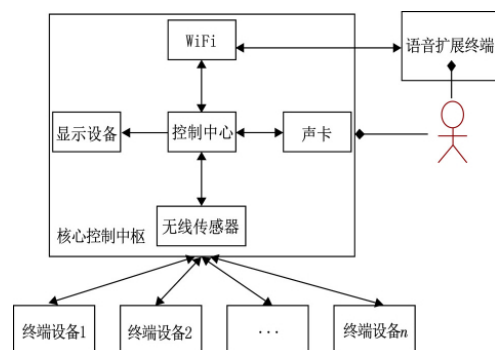 WiFi
语音扩展终端
显示设备
控制中心
声卡
无线传感器
核心控制中枢
终端设备1
终端设备2
···
终端设备n